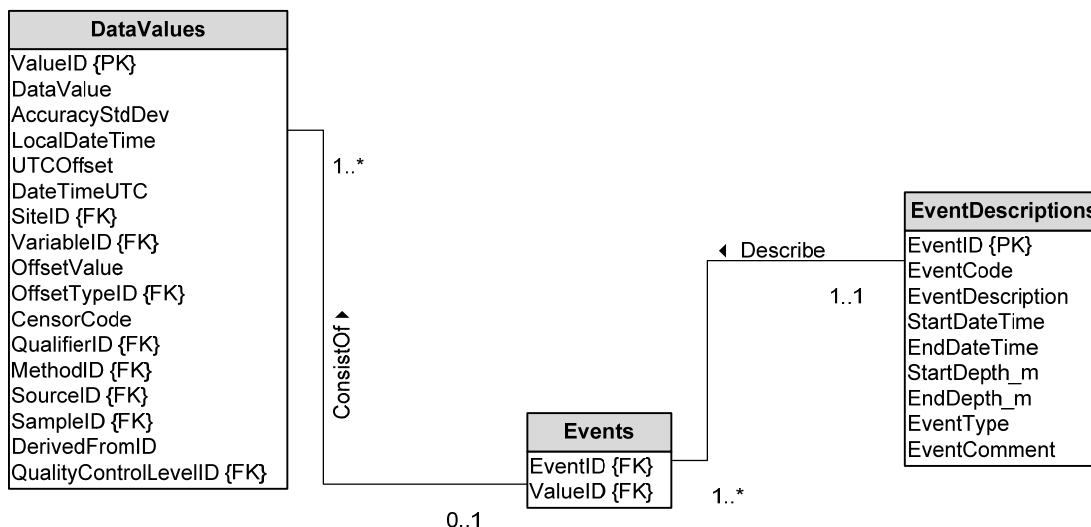 DataValues
ValueID {PK}
DataValue
AccuracyStdDev
LocalDateTime
UTCOffset
DateTimeUTC
SiteID {FK}
VariableID {FK}
OffsetValue
OffsetTypeID {FK}
CensorCode
QualifierID {FK}
MethodID {FK}
SourceID {FK}
SampleID {FK}
DerivedFromID
QualityControlLevelID {FK}
1..*
ConsistOf
0..1
Events
EventID {FK}
ValueID {FK}
1..*
Describe
1..1
EventDescriptions
EventID {PK}
EventCode
EventDescription
StartDateTime
EndDateTime
StartDepth_m
EndDepth_m
EventType
EventComment